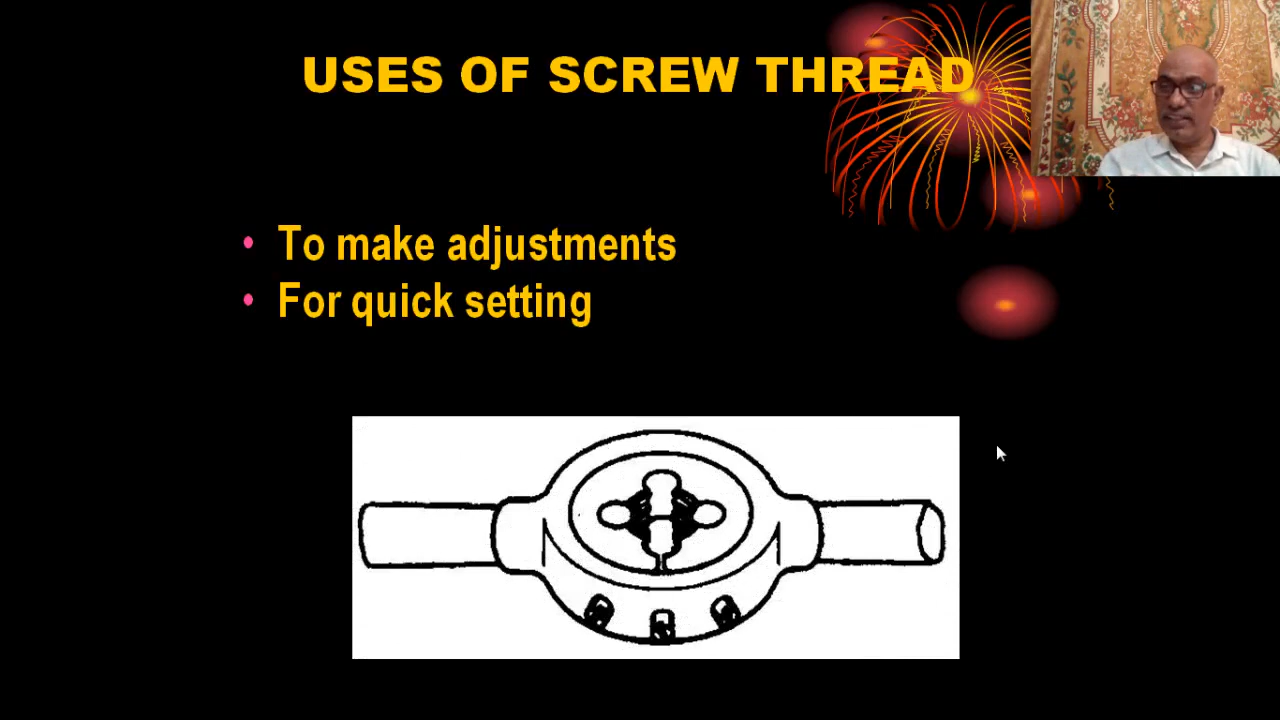 USES OF SCREW THREAD
• To make adjustments
• For quick setting